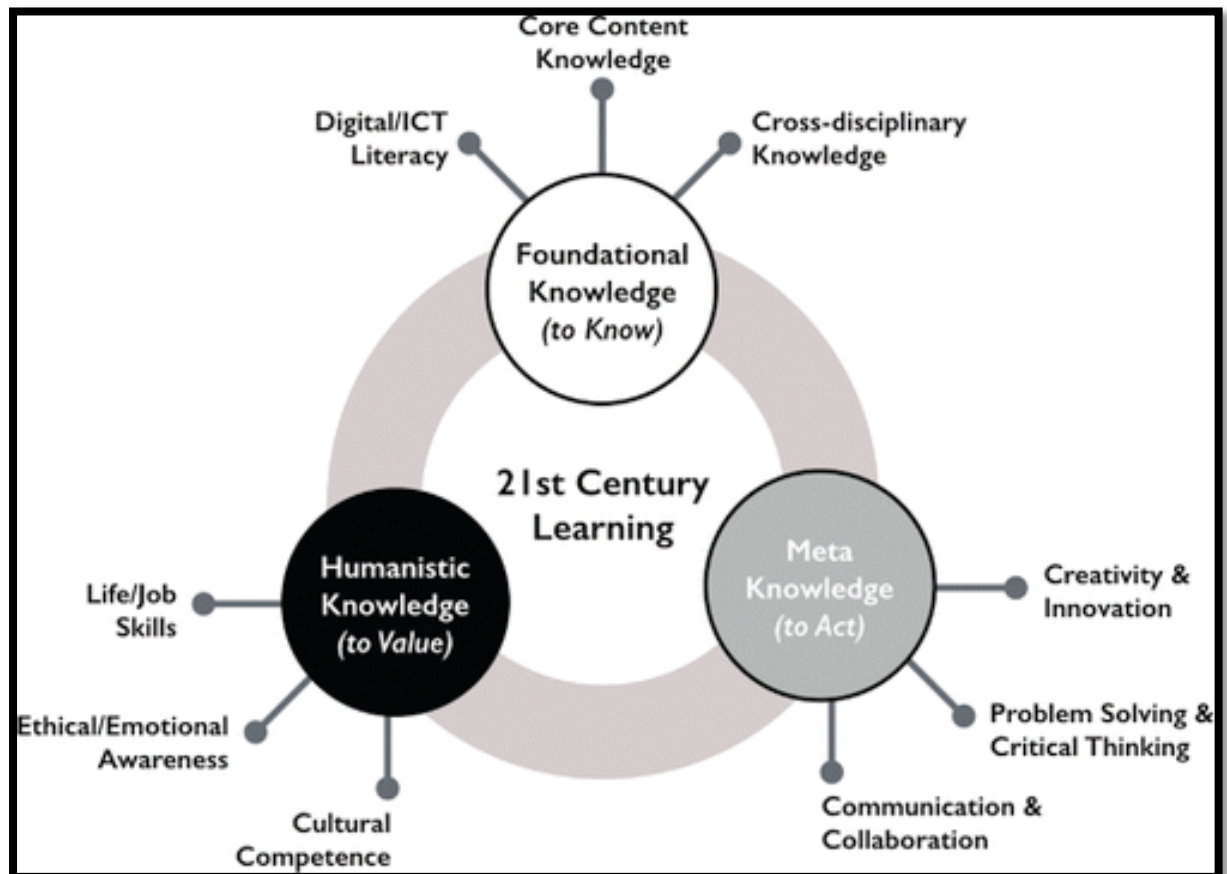 Core Content
Knowledge
Digital/ICT
Literacy
Cross-disciplinary
Knowledge
Foundational
Knowledge
(to Know)
21st Century
Learning
Humanistic
Knowledge
(to Value)
Meta
Knowledge
(to Act)
Life/Job
Skills
Ethical/Emotional
Awareness
Cultural
Competence
Creativity &
Innovation
Problem Solving &
Critical Thinking
Communication &
Collaboration